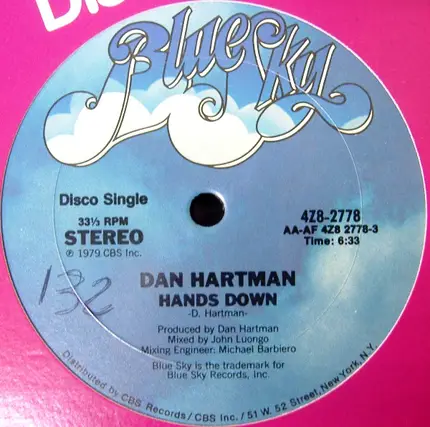 Blue Sky
Disco Single
33⅓ RPM
STEREO
℗ 1979 CBS Inc.
4Z8-2778
AA-AF 4Z8 2778-3
Time: 6:33
132
DAN HARTMAN
HANDS DOWN
-D. Hartman-
Produced by Dan Hartman
Mixed by John Luongo
Mixing Engineer: Michael Barbiero
Blue Sky is the trademark for
Blue Sky Records, Inc.
Distributed by CBS Records/CBS Inc./51 W. 52 Street, New York, N.Y.